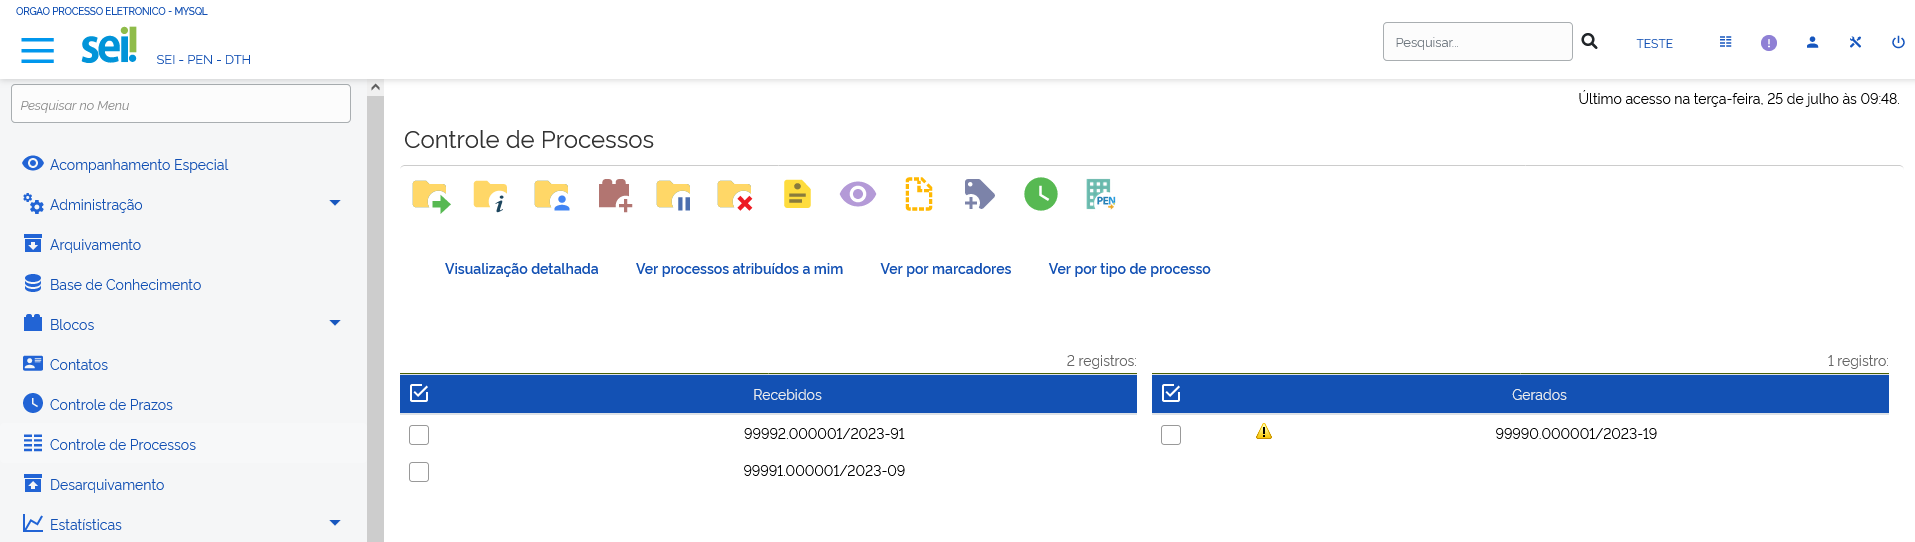 ORGAO PROCESSO ELETRONICO - MYSQL
sei!
SEI - PEN - DTH
Pesquisar...
TESTE
Pesquisar no Menu
Último acesso na terça-feira, 25 de julho às 09:48.
Controle de Processos
Acompanhamento Especial
Administração
Arquivamento
Base de Conhecimento
Blocos
Contatos
Controle de Prazos
Controle de Processos
Desarquivamento
Estatísticas
PEN
Visualização detalhada Ver processos atribuídos a mim Ver por marcadores Ver por tipo de processo
2 registros:
Recebidos
99992.000001/2023-91
99991.000001/2023-09
1 registro:
Gerados
99990.000001/2023-19